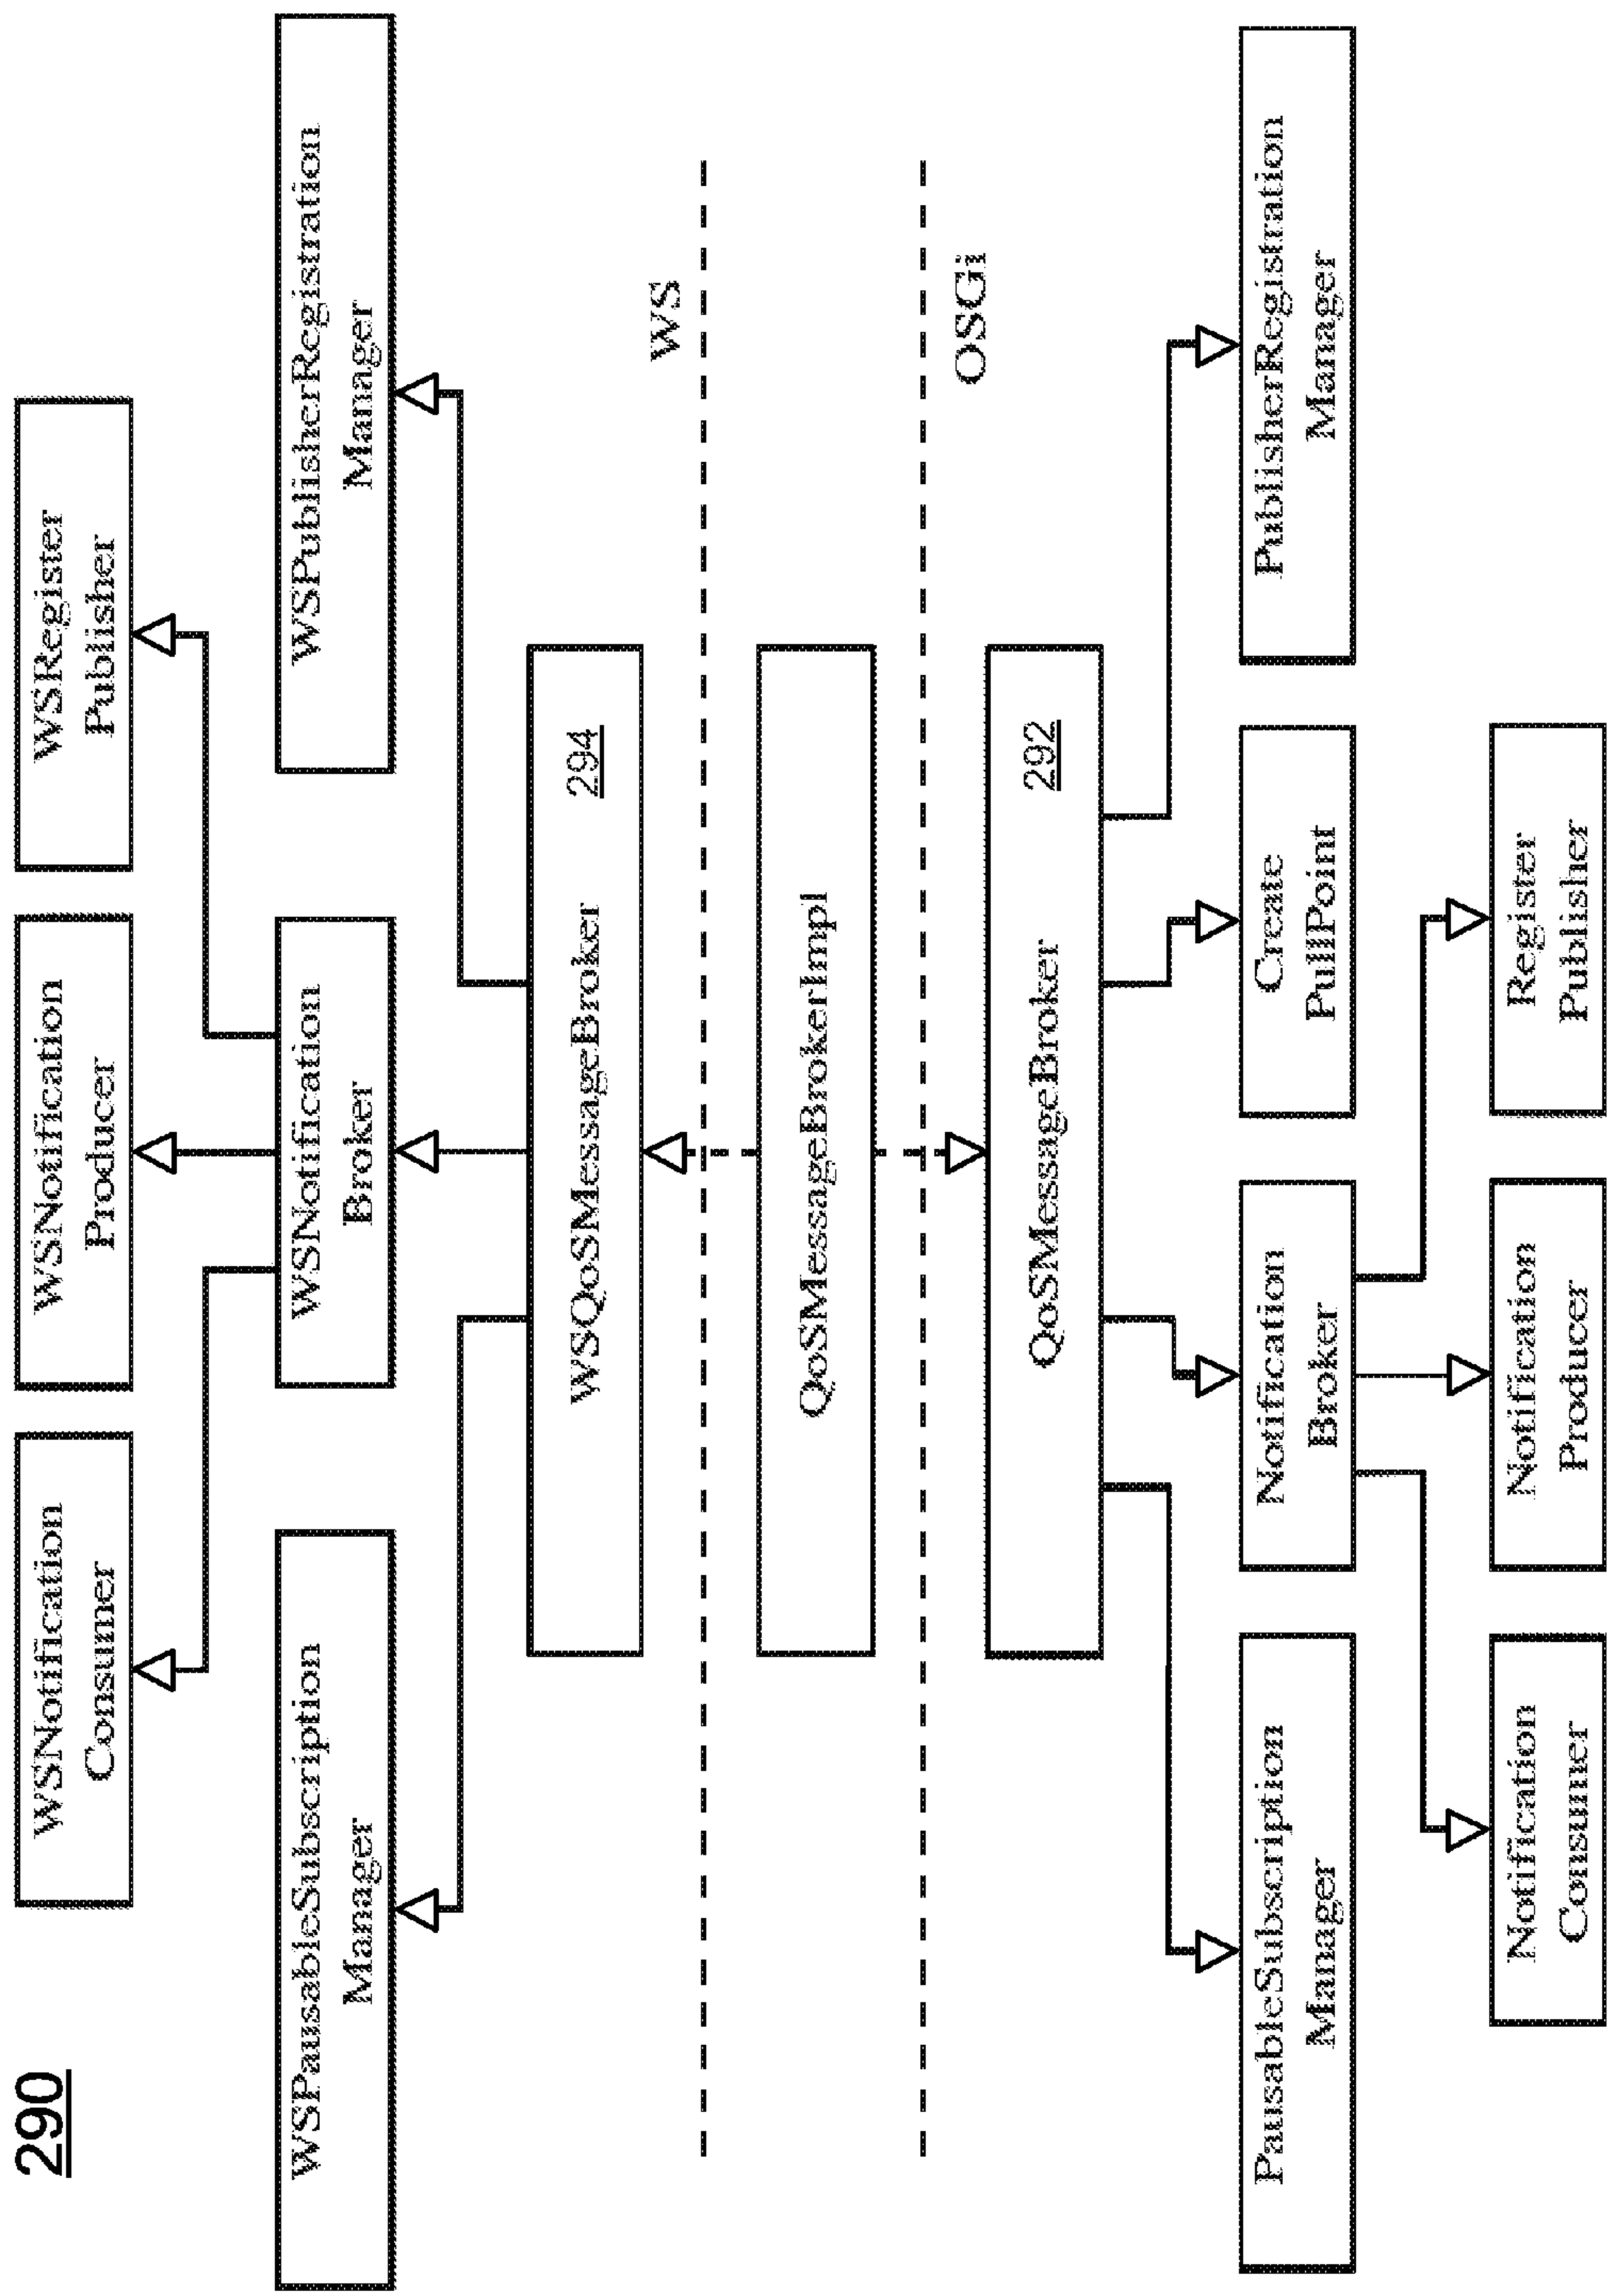 290
WSNotification
Consumer
WSNotification
Producer
WSRegister
Publisher
WSPausableSubscription
Manager
WSNotification
Broker
WSPublisherRegistration
Manager
WSQoSMessageBroker 294
WS
QoSMessageBrokerImpl
OSGi
QoSMessageBroker 292
PausableSubscription
Manager
Notification
Broker
Create
PullPoint
PublisherRegistration
Manager
Notification
Consumer
Notification
Producer
Register
Publisher